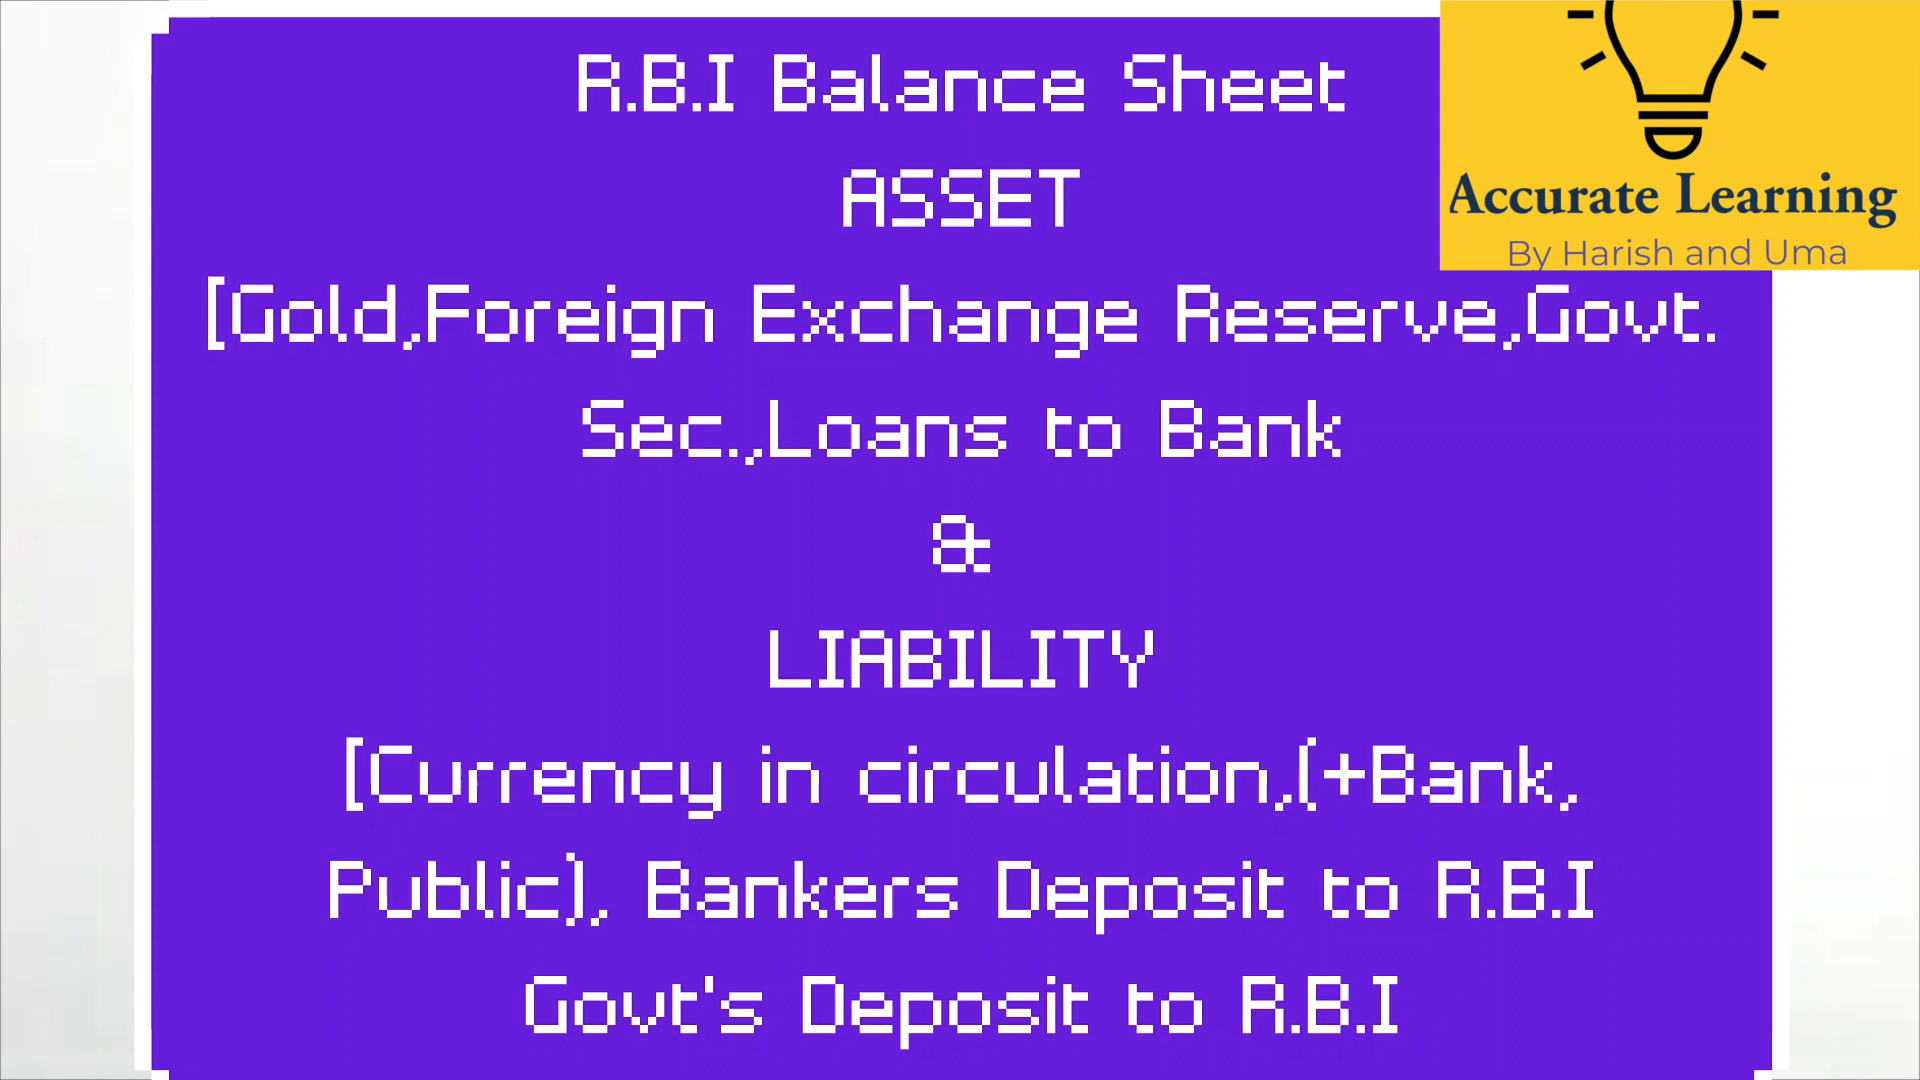 R.B.I Balance Sheet
ASSET
[Gold,Foreign Exchange Reserve,Govt.
Sec.,Loans to Bank
&
LIABILITY
[Currency in circulation,(+Bank,
Public), Bankers Deposit to R.B.I
Govt's Deposit to R.B.I
Accurate Learning
By Harish and Uma